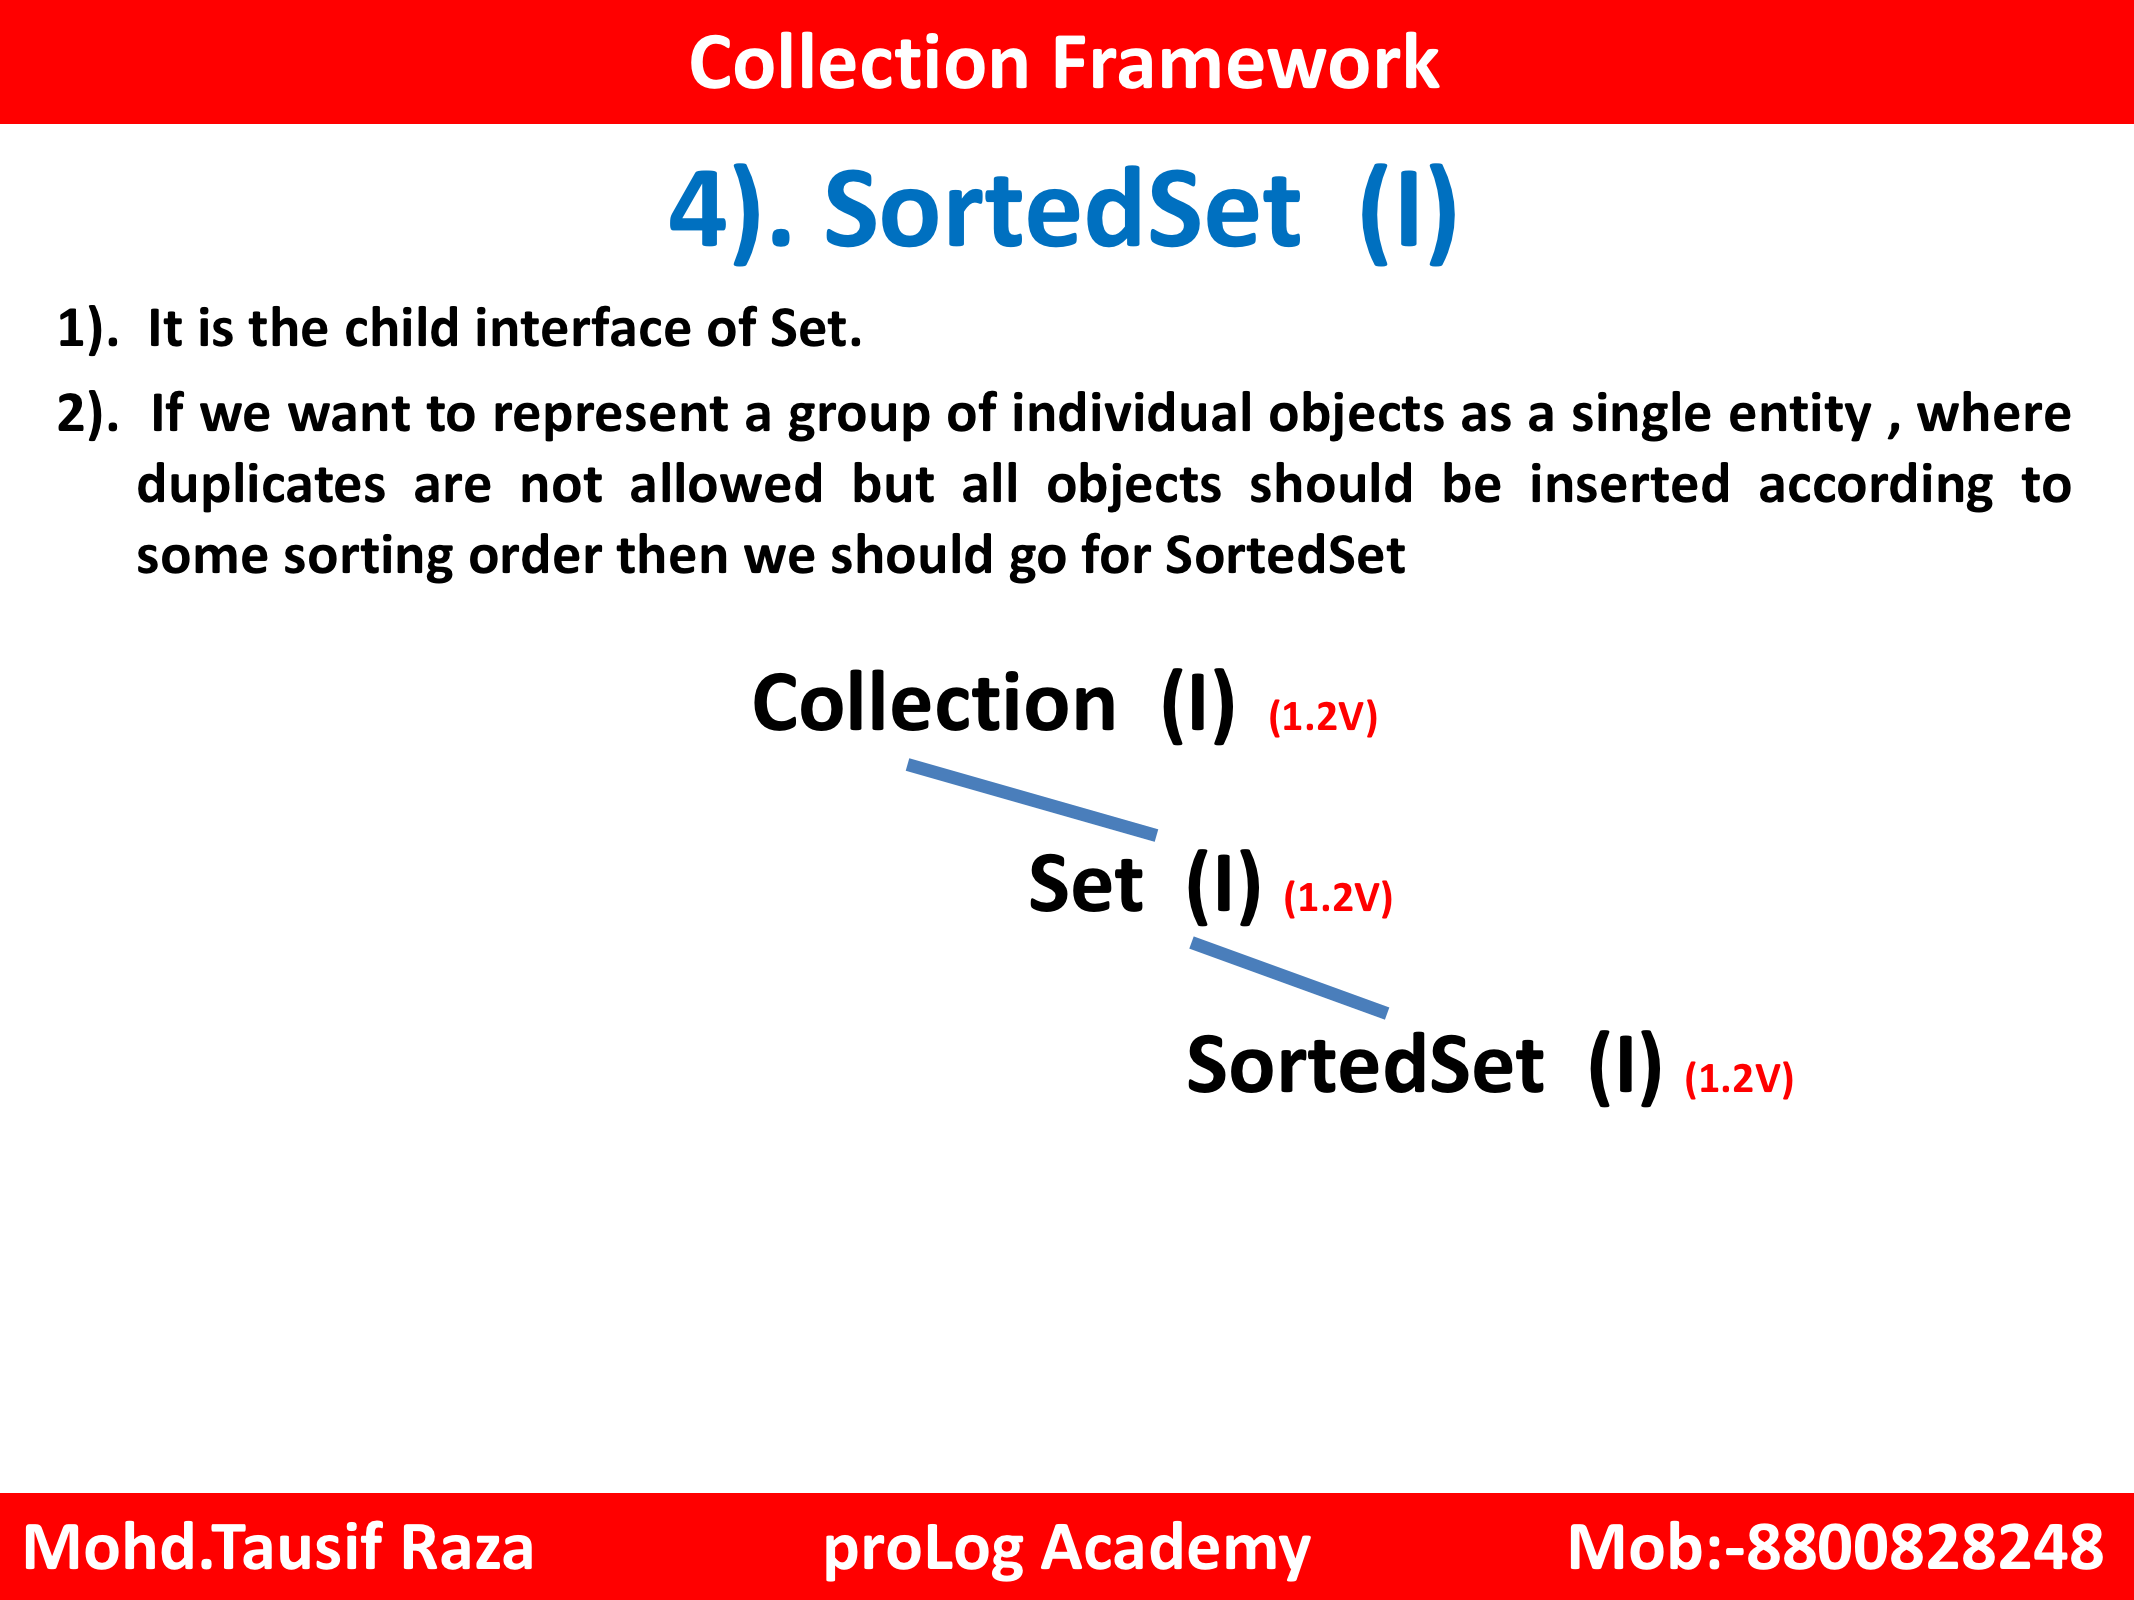 Collection Framework
4). SortedSet (I)
1). It is the child interface of Set.
2). If we want to represent a group of individual objects as a single entity , where
duplicates are not allowed but all objects should be inserted according to
some sorting order then we should go for SortedSet
Collection (I) (1.2V)
Set (I) (1.2V)
SortedSet (I) (1.2V)
Mohd.Tausif Raza proLog Academy Mob:-8800828248